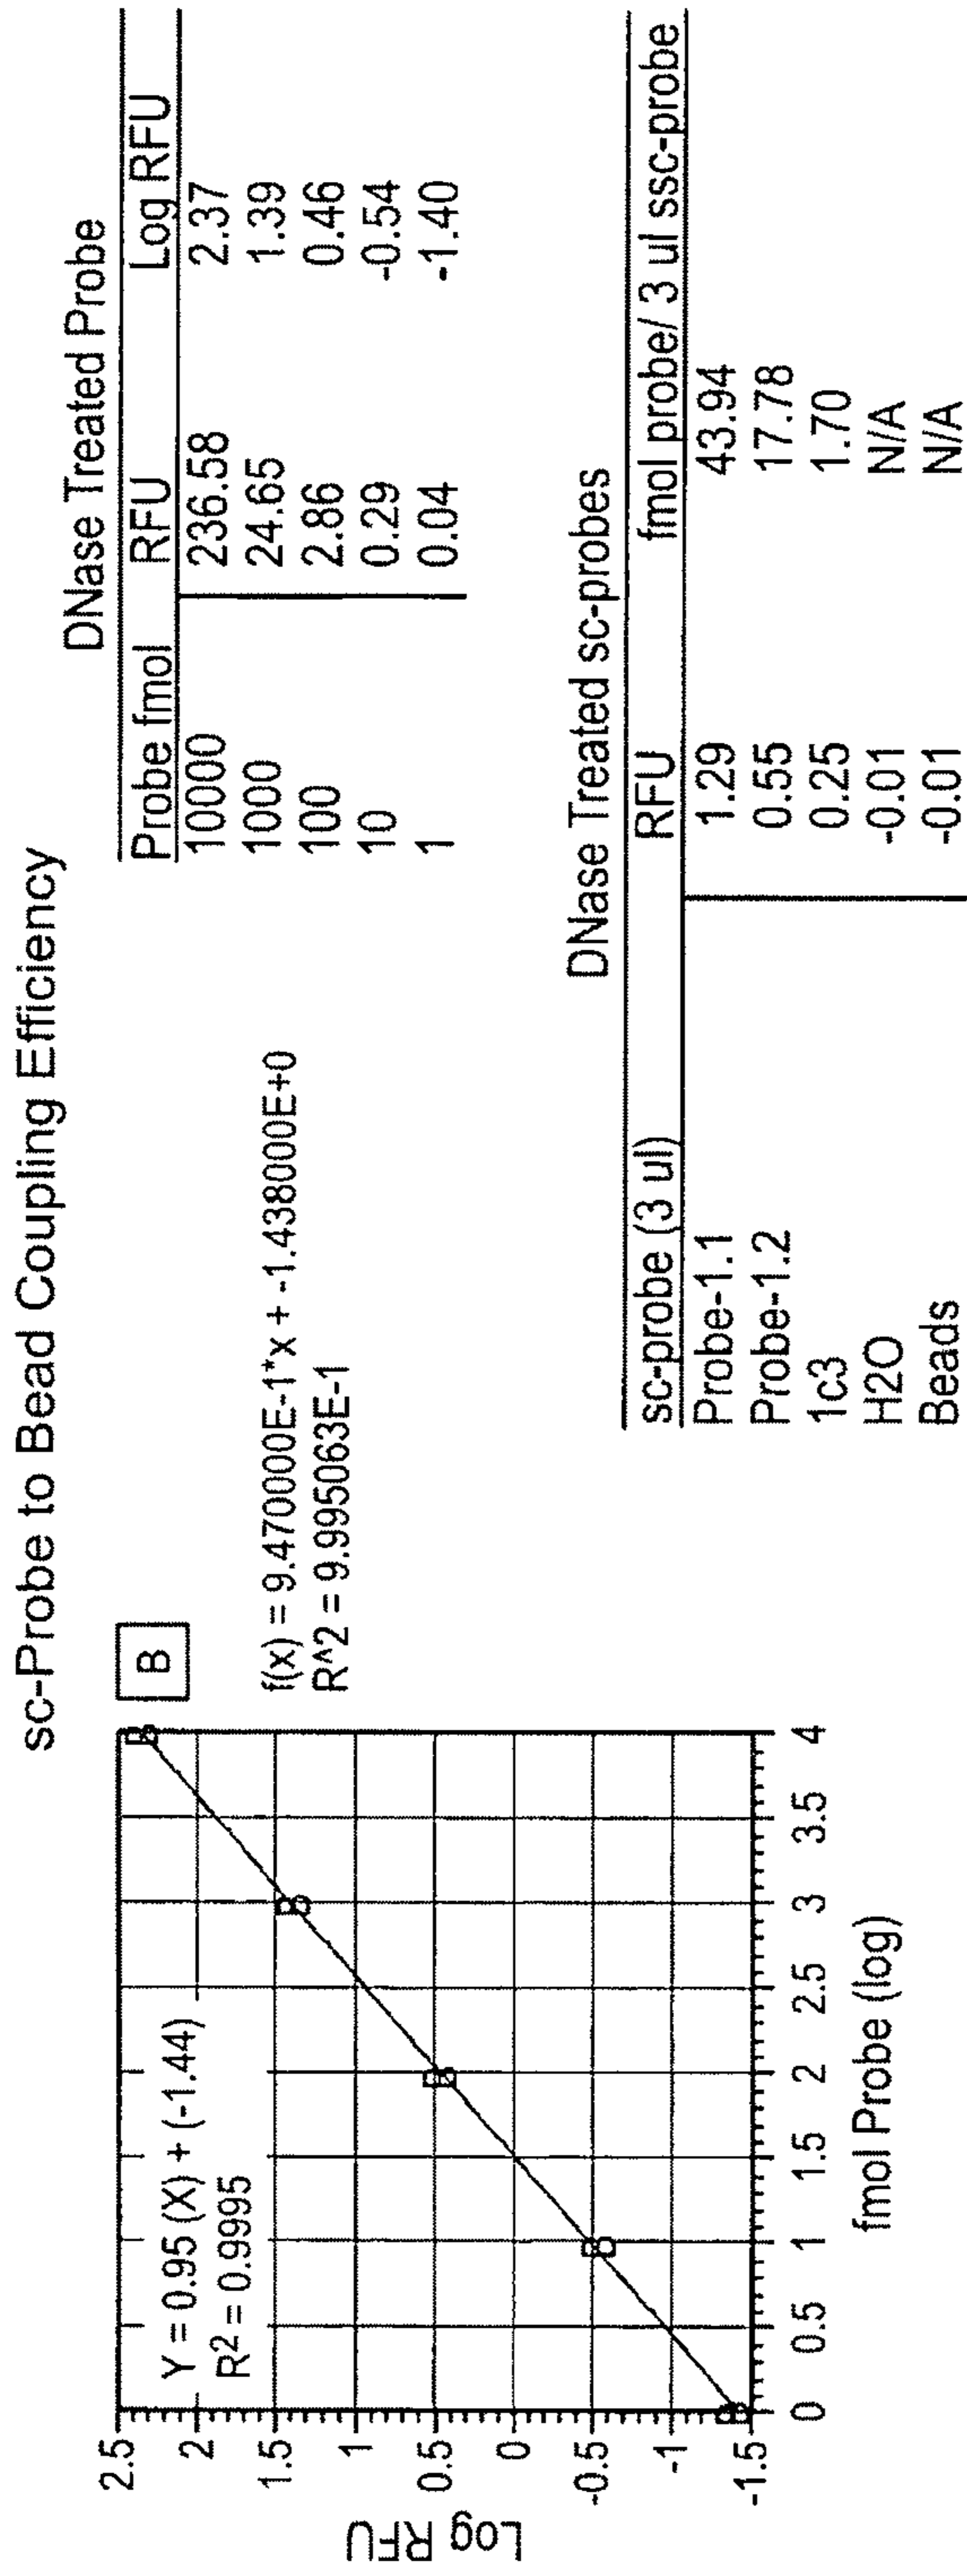 sc-Probe to Bead Coupling Efficiency
B
Y = 0.95 (X) + (-1.44)
R2 = 0.9995
f(x) = 9.470000E-1*x + -1.438000E+0
R^2 = 9.995063E-1
Log RFU
2.5
2
1.5
1
0.5
0
-0.5
-1
-1.5
0 0.5 1 1.5 2 2.5 3 3.5 4
fmol Probe (log)
DNase Treated Probe
Probe fmol RFU Log RFU
10000 236.58 2.37
1000 24.65 1.39
100 2.86 0.46
10 0.29 -0.54
1 0.04 -1.40
DNase Treated sc-probes
sc-probe (3 ul) RFU fmol probe/ 3 ul ssc-probe
Probe-1.1 1.29 43.94
Probe-1.2 0.55 17.78
1c3 0.25 1.70
H2O -0.01 N/A
Beads -0.01 N/A